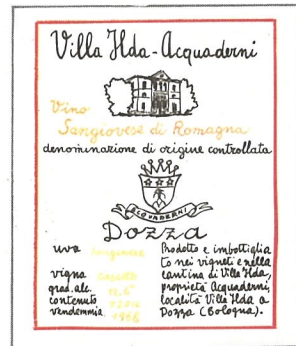 Villa Ilda-Acquaderni
Vino
Sangiovese di Romagna
denominazione di origine controllata
ACQUADERNI
Dozza
uva Sangiovese
vigna
grad. alc.
contenuto
vendemmia 1966
Prodotto e imbottiglia
to nei vigneti e nella
cantina di Villa Ilda,
proprietà Acquaderni,
località Villa Ilda a
Dozza (Bologna).